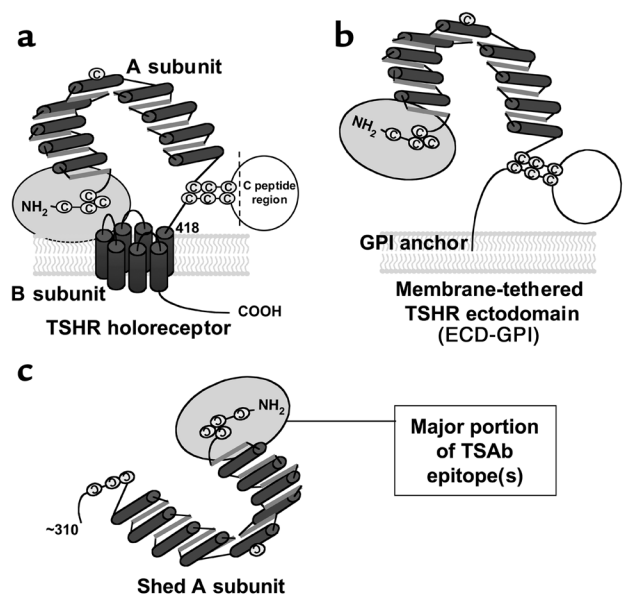 a
A subunit
C
NH2
C
C
C
C
C
C
C
C
C
C
C
C peptide
region
418
B subunit
COOH
TSHR holoreceptor
b
C
NH2
C
C
C
C
C
C
C
C
C
C
GPI anchor
Membrane-tethered
TSHR ectodomain
(ECD-GPI)
c
NH2
C
C
C
C
C
C
C
C
~310
Major portion
of TSAb
epitope(s)
Shed A subunit